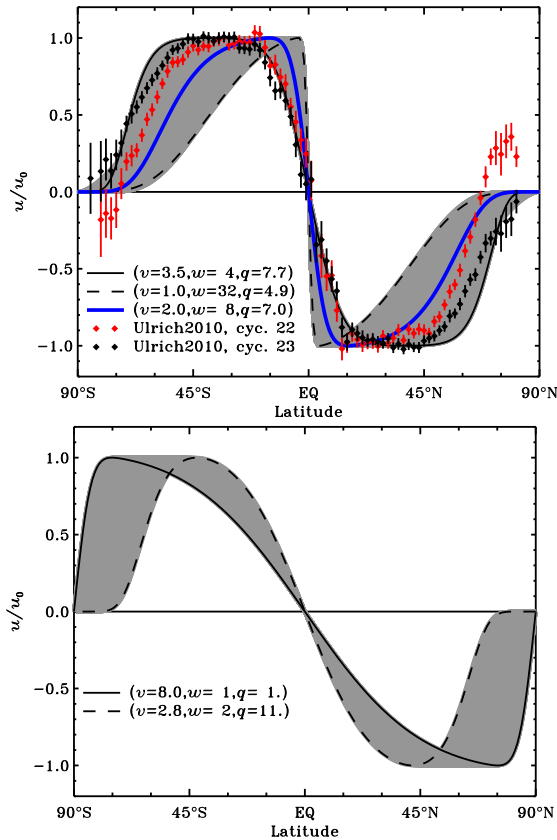 1.0
0.5
0.0
−0.5
−1.0
u/u0
(v=3.5,w= 4,q=7.7)
(v=1.0,w=32,q=4.9)
(v=2.0,w= 8,q=7.0)
Ulrich2010, cyc. 22
Ulrich2010, cyc. 23
90°S 45°S EQ 45°N 90°N
Latitude
1.0
0.5
0.0
−0.5
−1.0
u/u0
(v=8.0,w= 1,q= 1.)
(v=2.8,w= 2,q=11.)
90°S 45°S EQ 45°N 90°N
Latitude